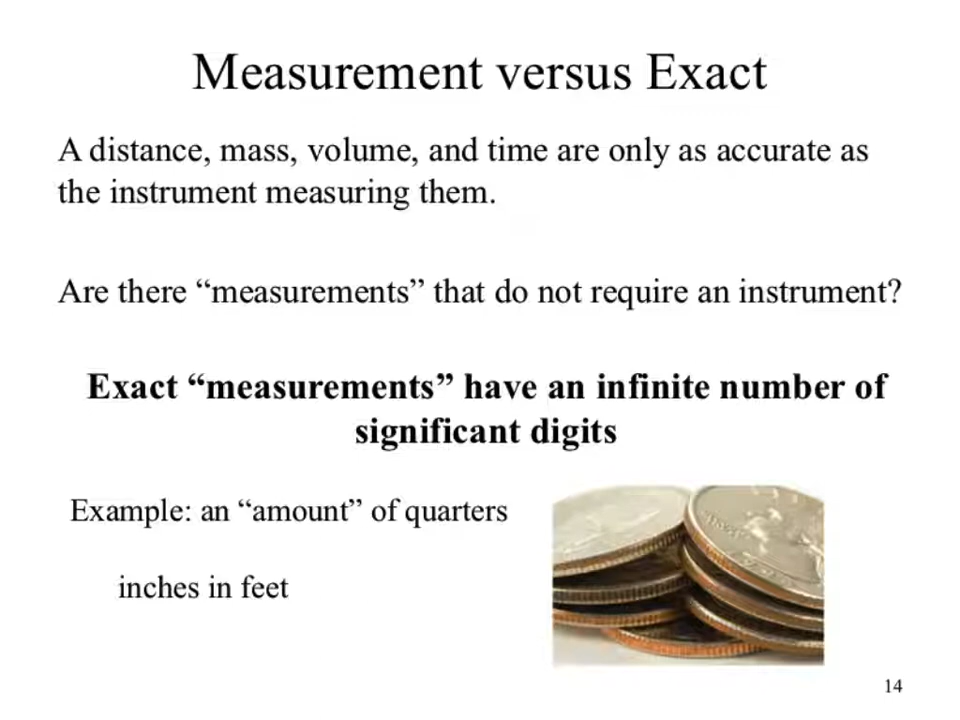 Measurement versus Exact
A distance, mass, volume, and time are only as accurate as
the instrument measuring them.
Are there “measurements” that do not require an instrument?
Exact “measurements” have an infinite number of
significant digits
Example: an “amount” of quarters
inches in feet
14